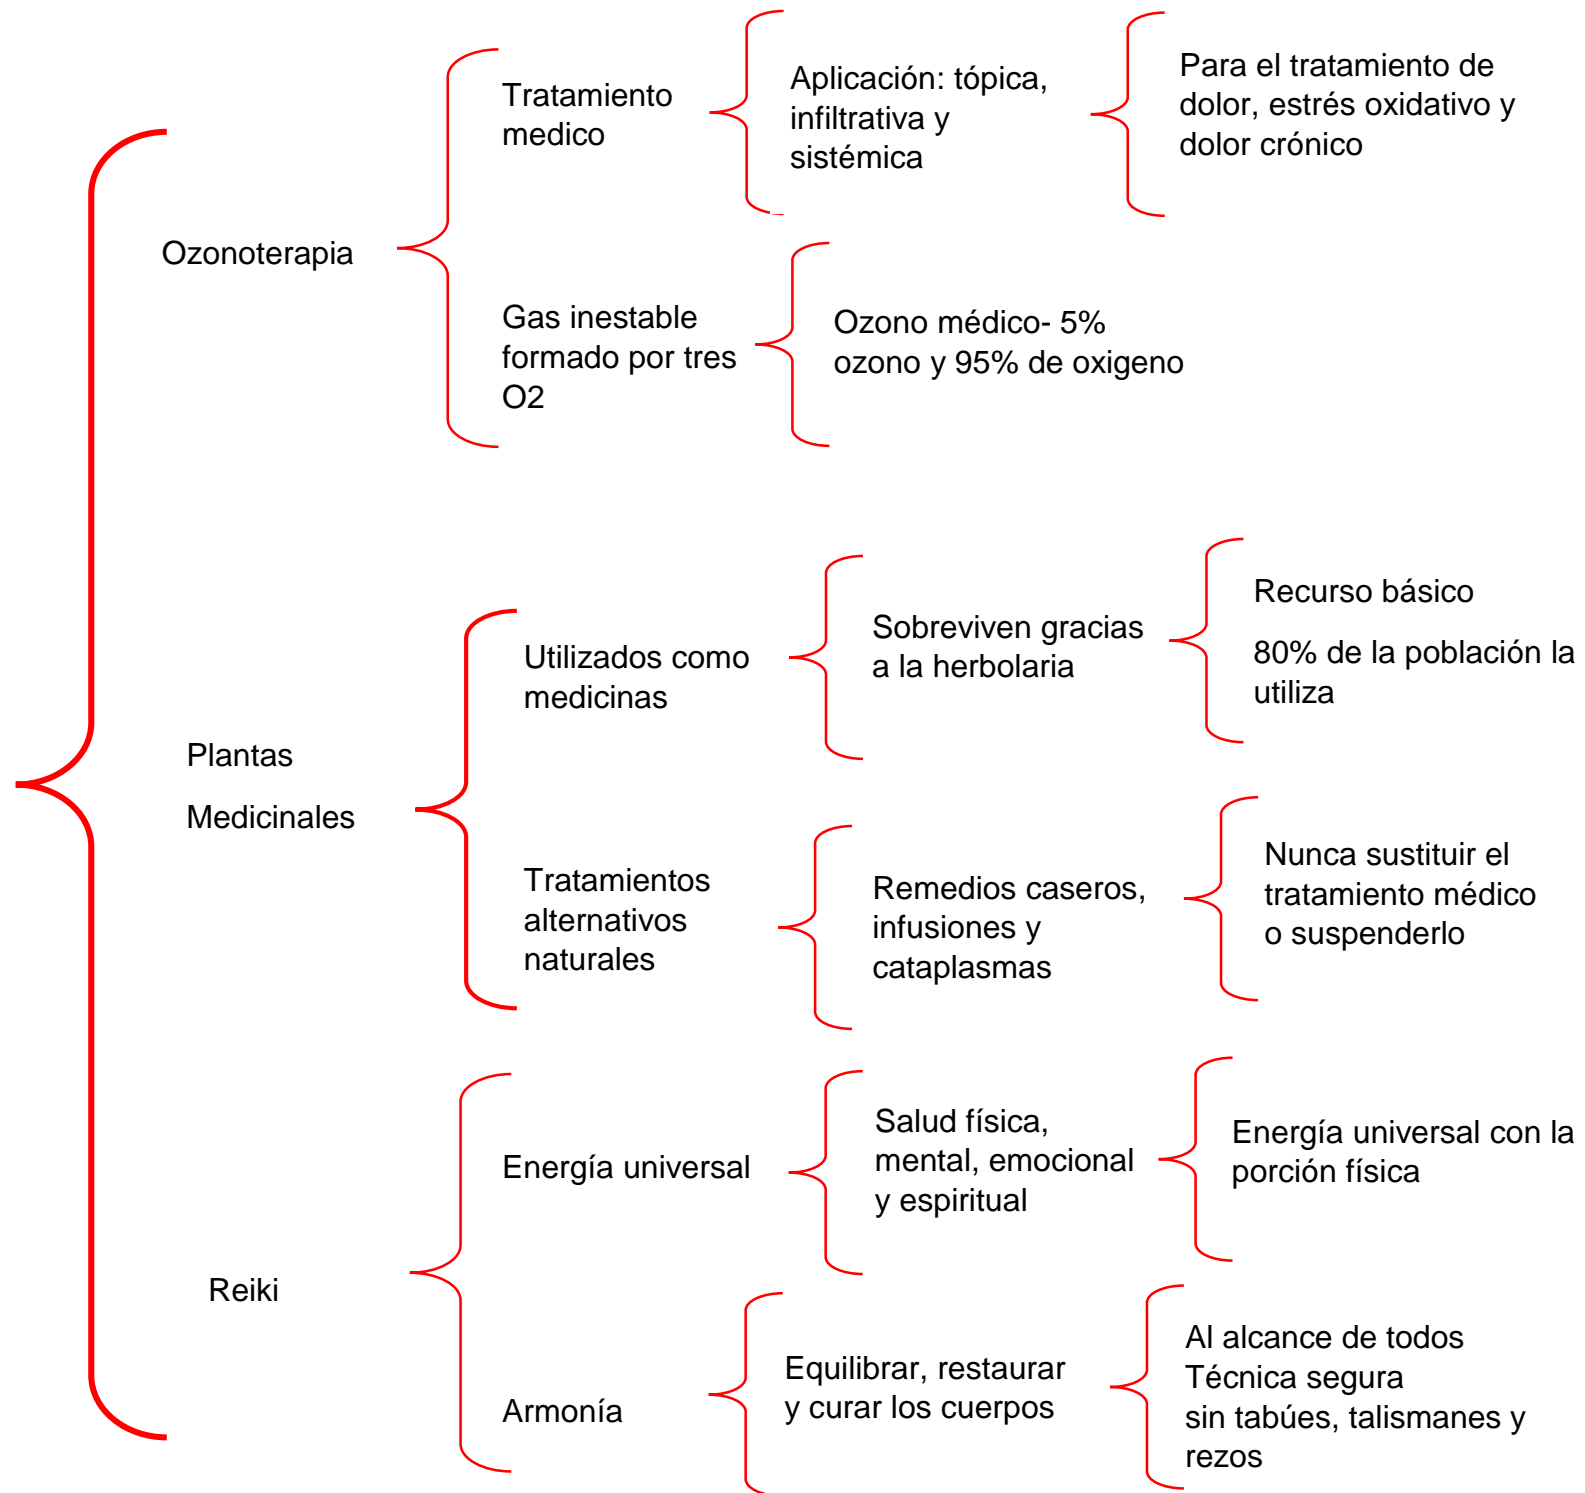 Ozonoterapia
Tratamiento
medico
Aplicación: tópica,
infiltrativa y
sistémica
Para el tratamiento de
dolor, estrés oxidativo y
dolor crónico
Gas inestable
formado por tres
O2
Ozono médico- 5%
ozono y 95% de oxigeno
Plantas
Medicinales
Utilizados como
medicinas
Sobreviven gracias
a la herbolaria
Recurso básico
80% de la población la
utiliza
Tratamientos
alternativos
naturales
Remedios caseros,
infusiones y
cataplasmas
Nunca sustituir el
tratamiento médico
o suspenderlo
Reiki
Energía universal
Salud física,
mental, emocional
y espiritual
Energía universal con la
porción física
Armonía
Equilibrar, restaurar
y curar los cuerpos
Al alcance de todos
Técnica segura
sin tabúes, talismanes y
rezos